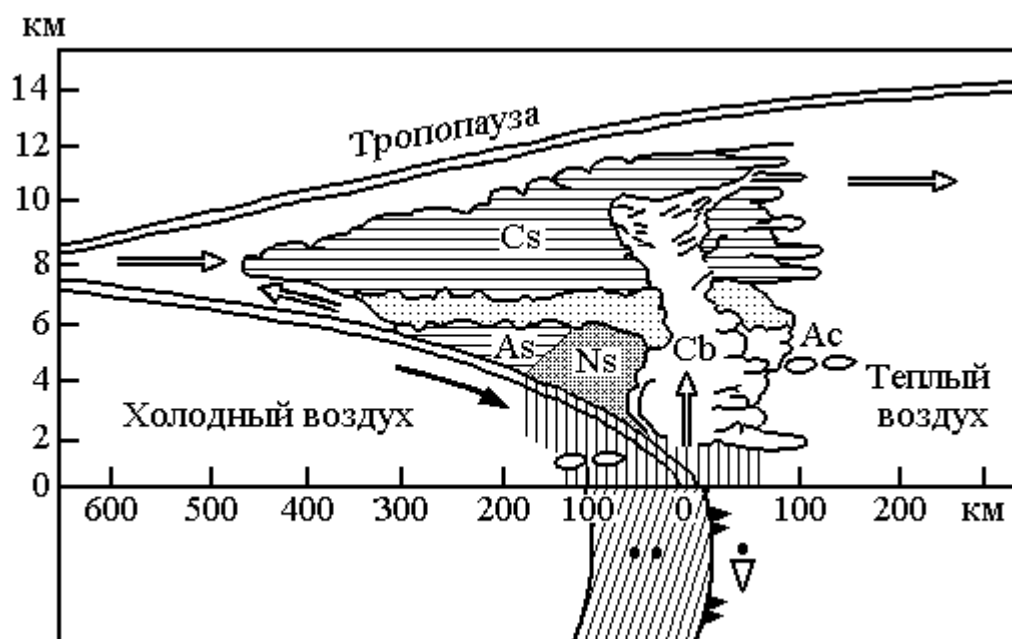 км
14
Тропопауза
12
10
Cs
8
6
As
Ns
Cb
Ac
4
Холодный воздух
Теплый
воздух
2
0
600 500 400 300 200 100 0 100 200 км